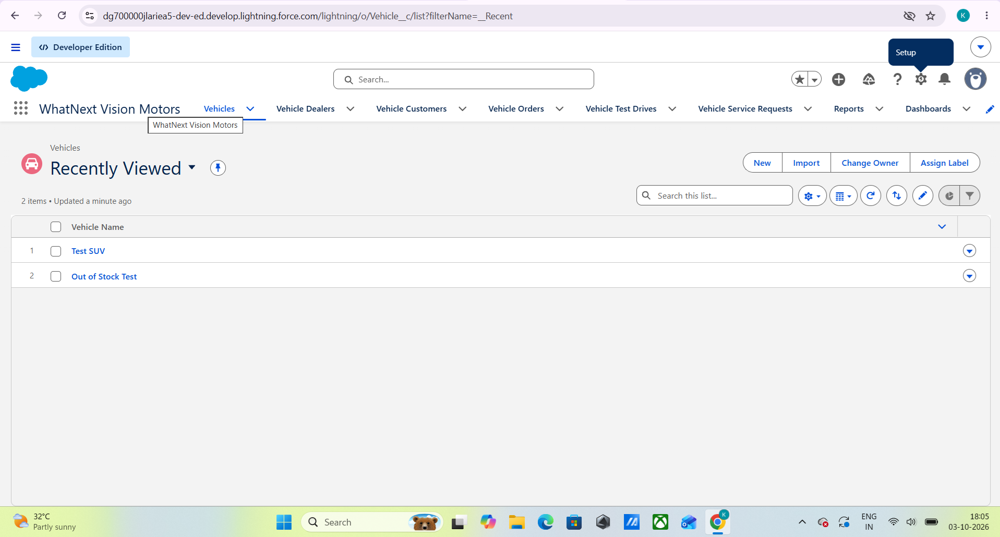 dg700000jlariea5-dev-ed.develop.lightning.force.com/lightning/o/Vehicle__c/list?filterName=__Recent
K
Developer Edition
Setup
Search...
WhatNext Vision Motors
Vehicles
Vehicle Dealers
Vehicle Customers
Vehicle Orders
Vehicle Test Drives
Vehicle Service Requests
Reports
Dashboards
WhatNext Vision Motors
Vehicles
Recently Viewed
New
Import
Change Owner
Assign Label
2 items • Updated a minute ago
Search this list...
Vehicle Name
1
Test SUV
2
Out of Stock Test
32°C
Partly sunny
Search
K
ENG
IN
18:05
03-10-2026